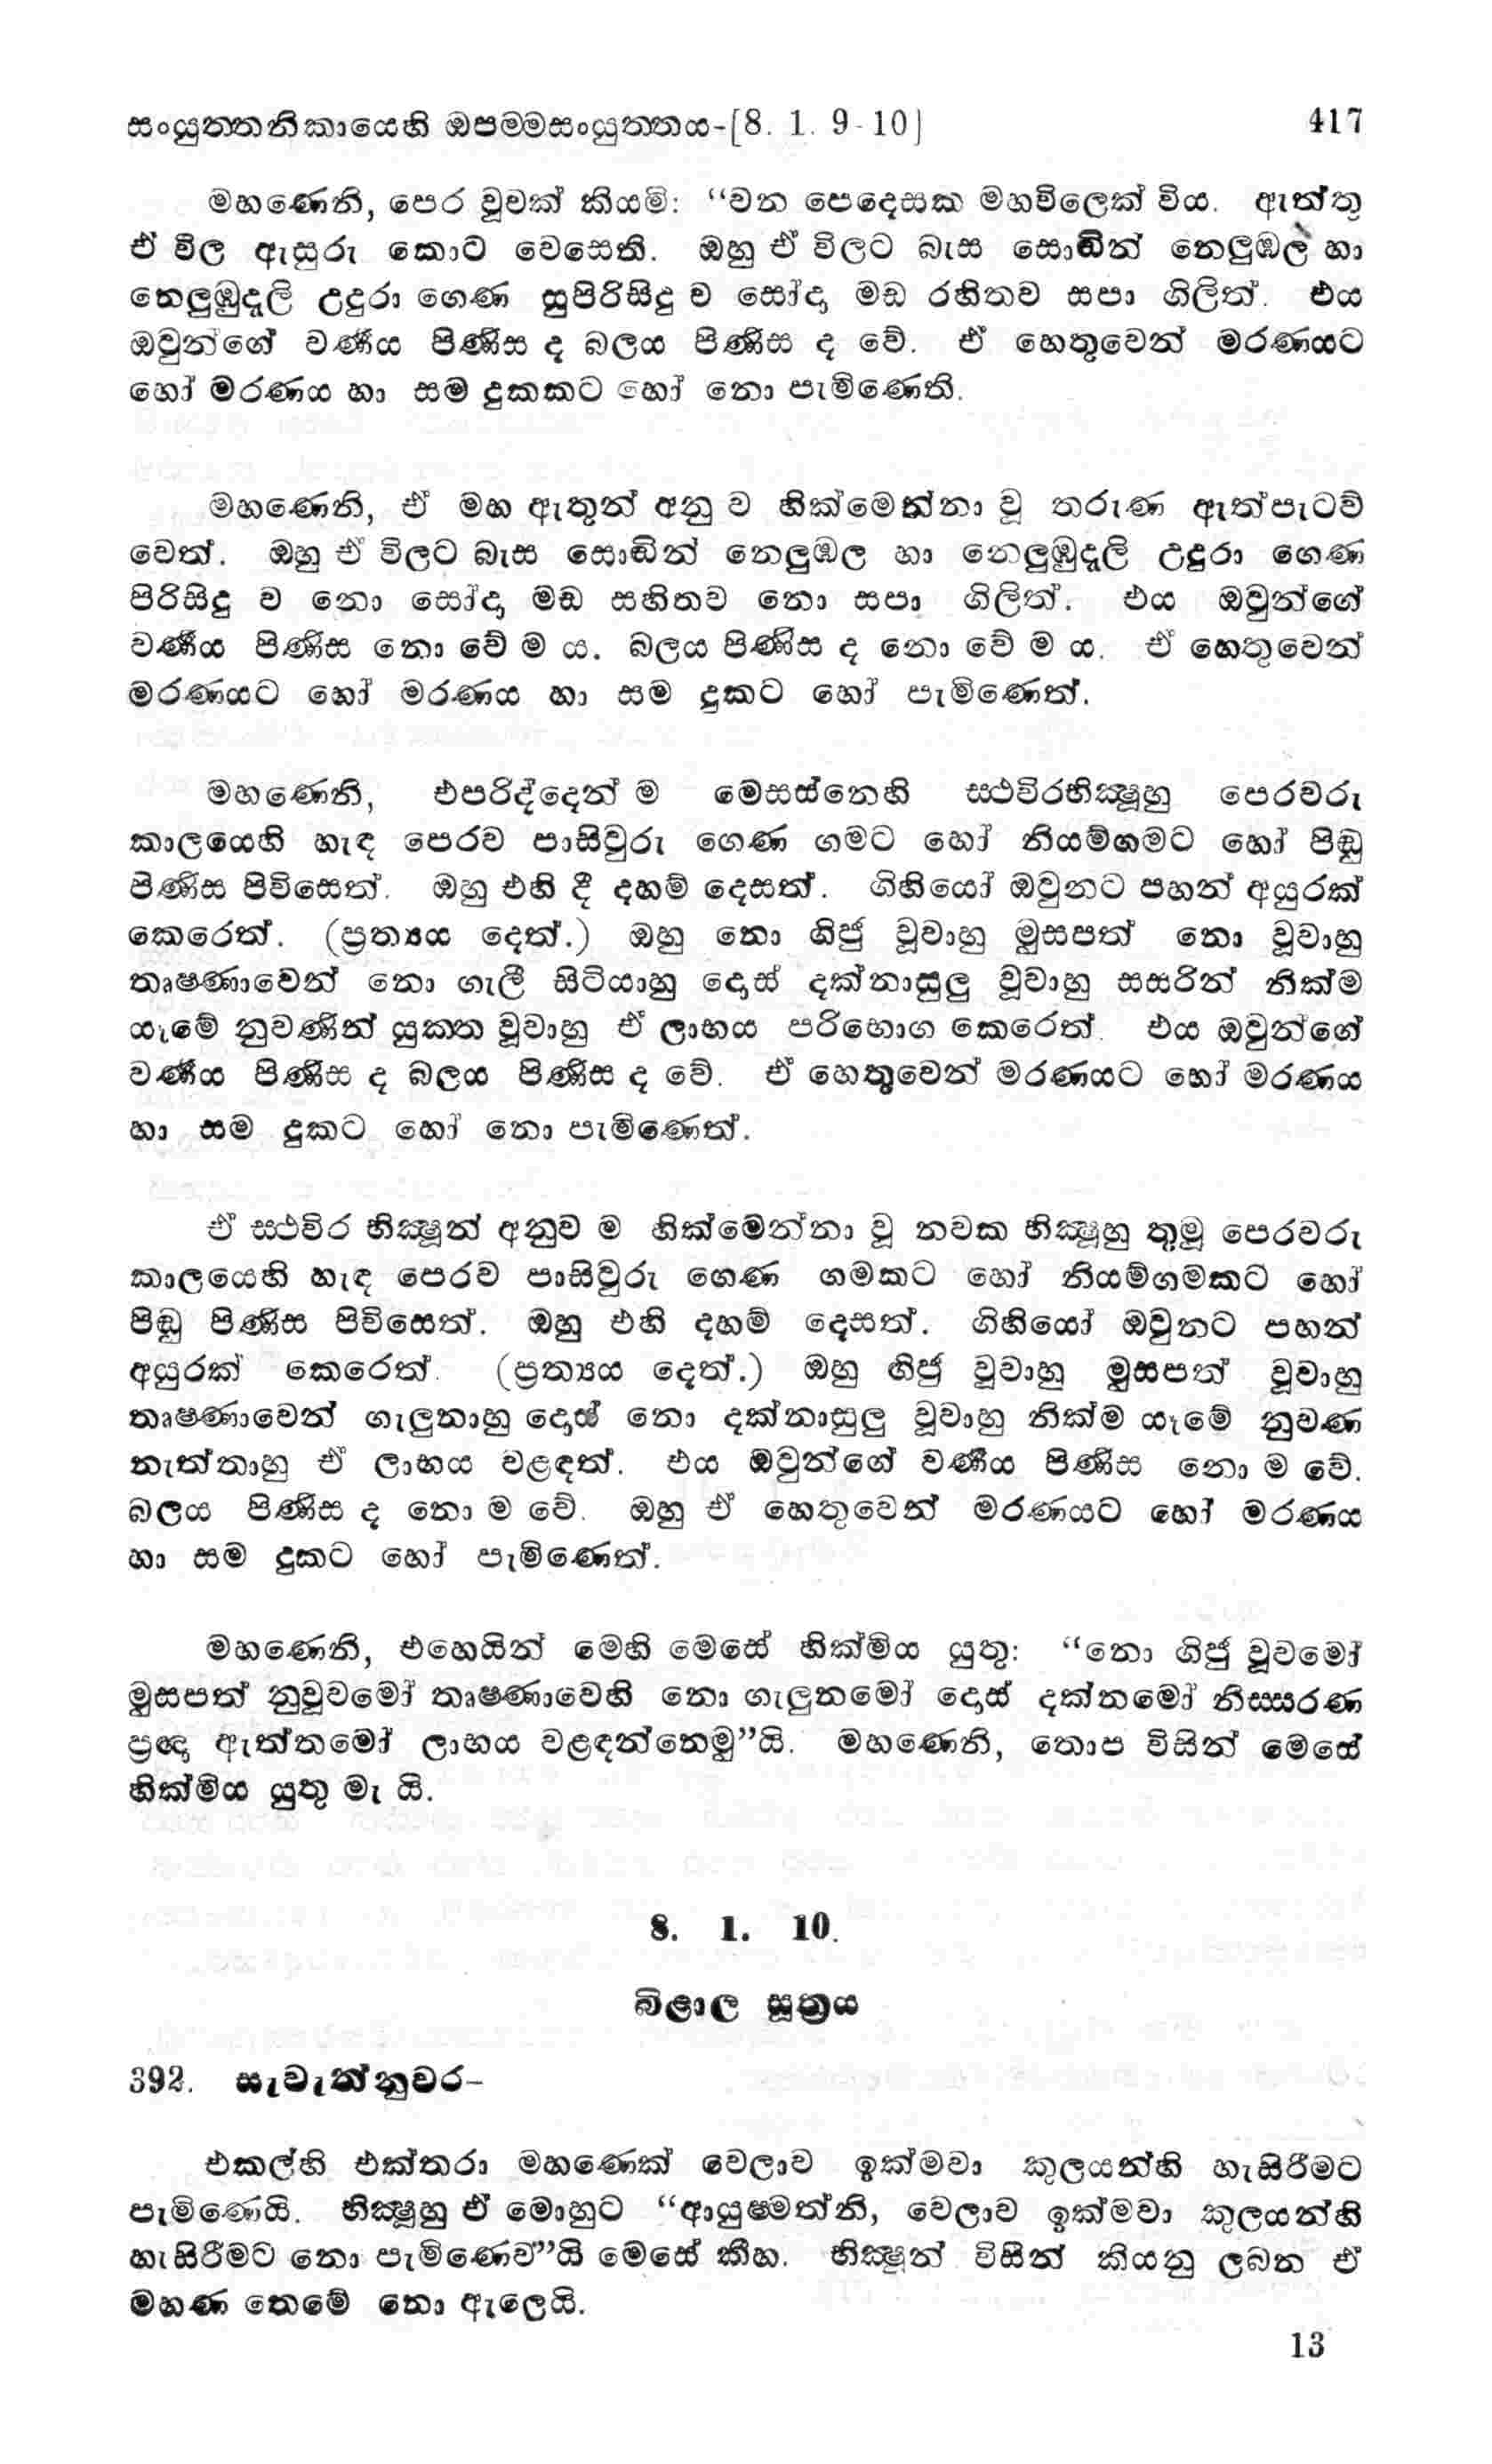 සංයුත්තනිකායෙහි ඔපම්මසංයුත්තය-[8. 1. 9-10]
417
මහණෙනි, පෙර වූවක් කියමි: “වන පෙදෙසක මහවිලෙක් විය. ඇත්තු
ඒ විල ඇසුරු කොට වෙසෙති. ඔහු ඒ විලට බැස සොඬින් නෙලුඹල හා
නෙලුඹුදැලි උදුරා ගෙණ සුපිරිසිදු ව සෝදා මඩ රහිතව සපා ගිලිත්. එය
ඔවුන්ගේ වර්‍ණය පිණිස ද බලය පිණිස ද වේ. ඒ හෙතුවෙන් මරණයට
හෝ මරණය හා සම දුකකට හෝ නො පැමිණෙති.
මහණෙනි, ඒ මහ ඇතුන් අනු ව හික්මෙන්නා වූ තරුණ ඇත්පැටව්
වෙත්. ඔහු ඒ විලට බැස සොඬින් නෙලුඹල හා නෙලුඹුදැලි උදුරා ගෙණ
පිරිසිදු ව නො සෝදා මඩ සහිතව නො සපා ගිලිත්. එය ඔවුන්ගේ
වර්‍ණය පිණිස නො වේ ම ය. බලය පිණිස ද නො වේ ම ය. ඒ හෙතුවෙන්
මරණයට හෝ මරණය හා සම දුකට හෝ පැමිණෙත්.
මහණෙනි, එපරිද්දෙන් ම මෙසස්නෙහි ස්ථවිරභික්‍ෂූහු පෙරවරු
කාලයෙහි හැඳ පෙරව පාසිවුරු ගෙණ ගමට හෝ නියම්ගමට හෝ පිඬු
පිණිස පිවිසෙත්. ඔහු එහි දී දහම් දෙසත්. ගිහියෝ ඔවුනට පහන් අයුරක්
කෙරෙත්. (ප්‍රත්‍යය දෙත්.) ඔහු නො ගිජු වූවාහු මුසපත් නො වූවාහු
තෘෂ්ණාවෙන් නො ගැලී සිටියාහු දොස් දක්නාසුලු වූවාහු සසරින් නික්ම
යෑමේ නුවණින් යුක්ත වූවාහු ඒ ලාභය පරිභොග කෙරෙත්. එය ඔවුන්ගේ
වර්‍ණය පිණිස ද බලය පිණිස ද වේ. ඒ හෙතුවෙන් මරණයට හෝ මරණය
හා සම දුකට හෝ නො පැමිණෙත්.
ඒ ස්ථවිර භික්‍ෂූන් අනුව ම හික්මෙන්නා වූ නවක භික්‍ෂූහු තුමූ පෙරවරු
කාලයෙහි හැඳ පෙරව පාසිවුරු ගෙණ ගමකට හෝ නියම්ගමකට හෝ
පිඬු පිණිස පිවිසෙත්. ඔහු එහි දහම් දෙසත්. ගිහියෝ ඔවුනට පහන්
අයුරක් කෙරෙත්. (ප්‍රත්‍යය දෙත්.) ඔහු ගිජු වූවාහු මුසපත් වූවාහු
තෘෂ්ණාවෙන් ගැලුනාහු දොස් නො දක්නාසුලු වූවාහු නික්ම යෑමේ නුවණ
නැත්තාහු ඒ ලාභය වළඳත්. එය ඔවුන්ගේ වර්‍ණය පිණිස නො ම වේ.
බලය පිණිස ද නො ම වේ. ඔහු ඒ හෙතුවෙන් මරණයට හෝ මරණය
හා සම දුකට හෝ පැමිණෙත්.
මහණෙනි, එහෙයින් මෙහි මෙසේ හික්මිය යුතු: “නො ගිජු වූවමෝ
මුසපත් නුවූවමෝ තෘෂ්ණාවෙහි නො ගැලුනමෝ දොස් දක්නමෝ නිස්සරණ
ප්‍රඥා ඇත්තමෝ ලාභය වළඳන්නෙමු”යි. මහණෙනි, තොප විසින් මෙසේ
හික්මිය යුතු මැ යි.
8. 1. 10.
බිළාල සූත්‍රය
392. සැවැත්නුවර-
එකල්හි එක්තරා මහණෙක් වෙලාව ඉක්මවා කුලයන්හි හැසිරීමට
පැමිණෙයි. භික්‍ෂූහු ඒ මොහුට “ආයුෂ්මත්නි, වෙලාව ඉක්මවා කුලයන්හි
හැසිරීමට නො පැමිණෙව”යි මෙසේ කීහ. භික්‍ෂූන් විසින් කියනු ලබන ඒ
මහණ තෙමේ නො ඇලෙයි.
13